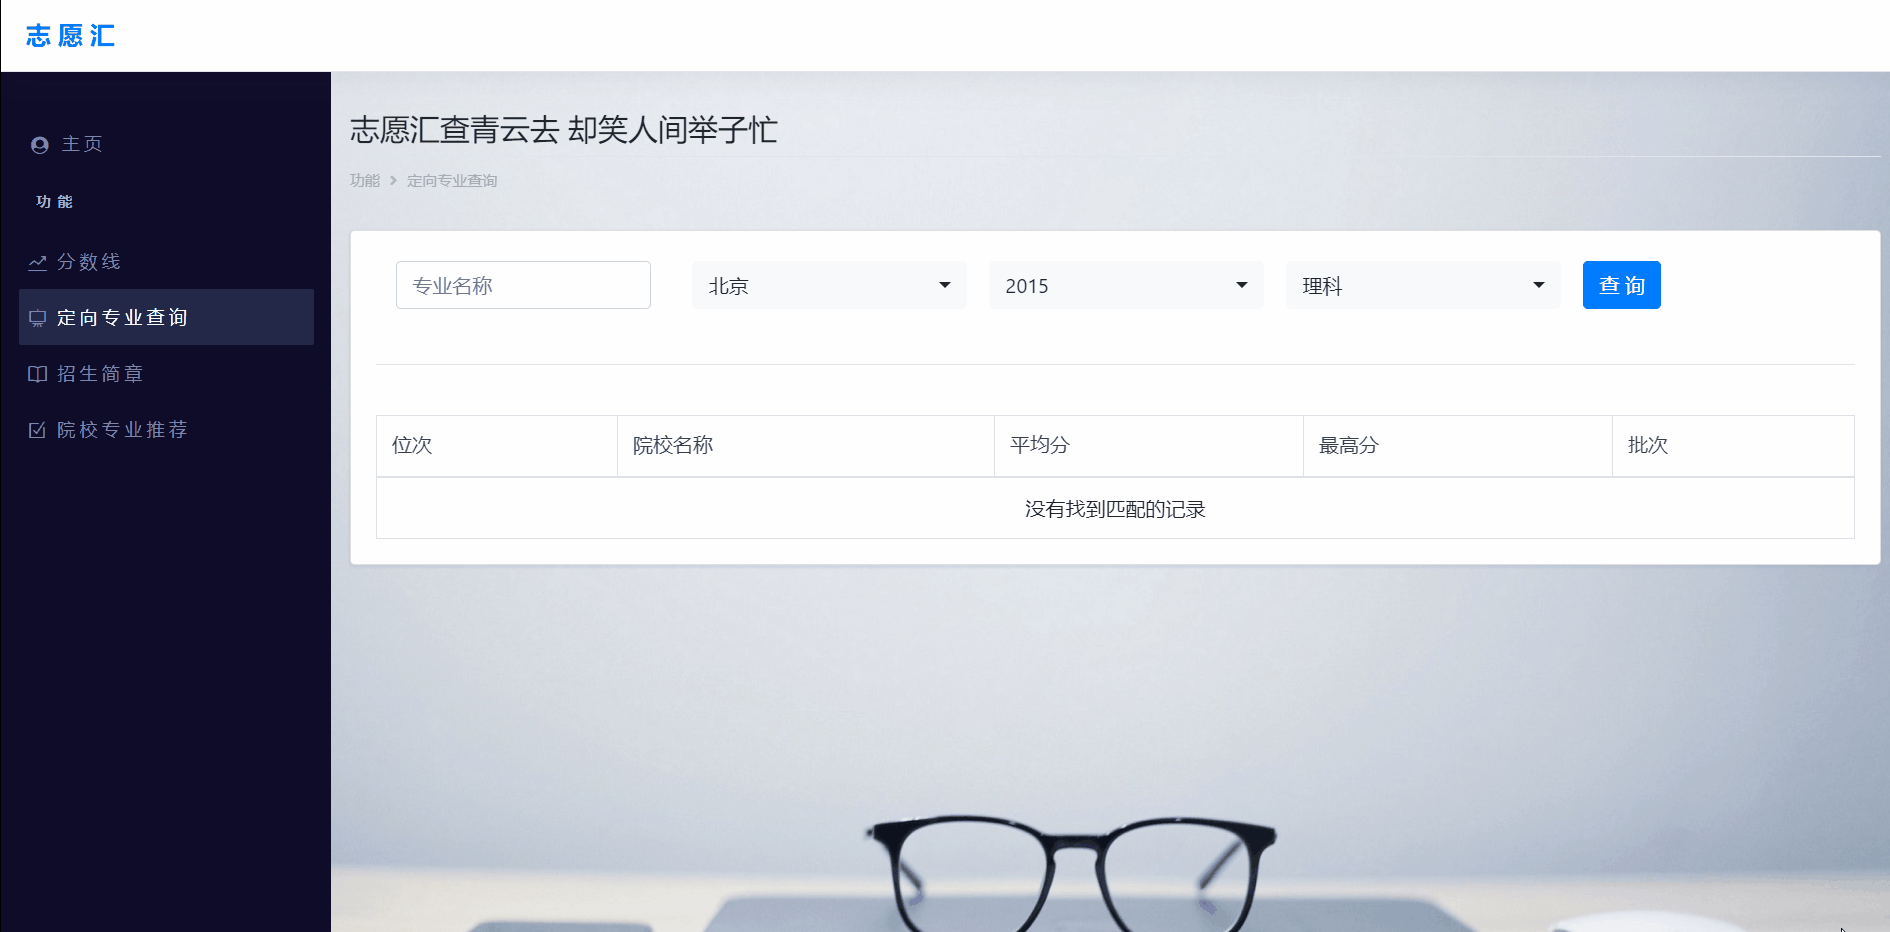 志愿汇
主页
功能
分数线
定向专业查询
招生简章
院校专业推荐
志愿汇查青云去 却笑人间举子忙
功能 > 定向专业查询
专业名称 北京 2015 理科 查询
位次 院校名称 平均分 最高分 批次
没有找到匹配的记录